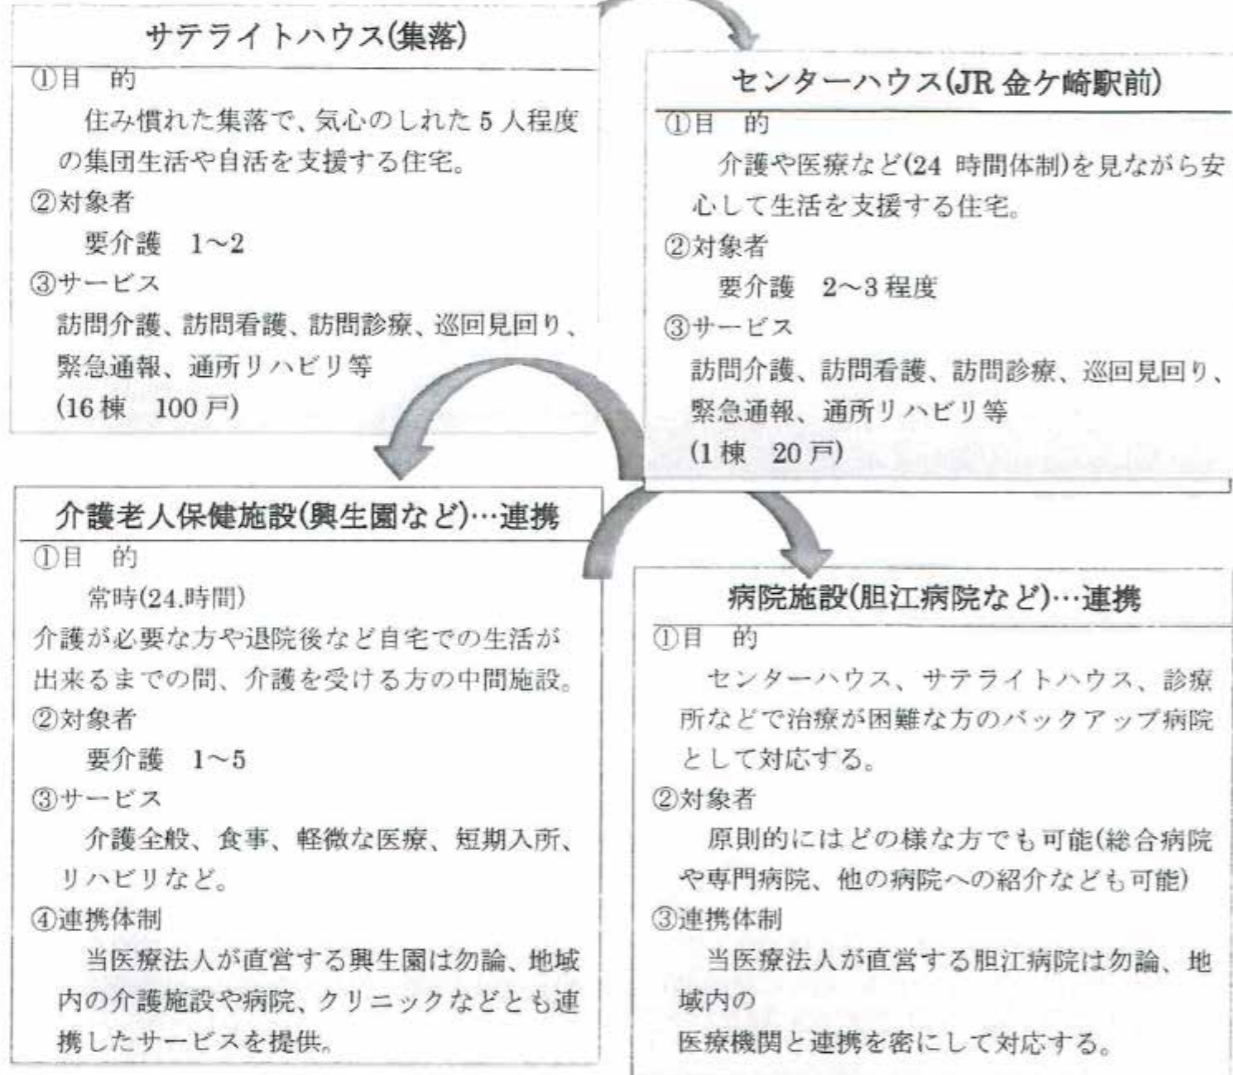 サテライトハウス(集落)
①目　的
住み慣れた集落で、気心のしれた5人程度
の集団生活や自活を支援する住宅。
②対象者
要介護　1～2
③サービス
訪問介護、訪問看護、訪問診療、巡回見回り、
緊急通報、通所リハビリ等
(16棟　100戸)
センターハウス(JR金ケ崎駅前)
①目　的
介護や医療など(24 時間体制)を見ながら安
心して生活を支援する住宅。
②対象者
要介護　2～3程度
③サービス
訪問介護、訪問看護、訪問診療、巡回見回り、
緊急通報、通所リハビリ等
(1棟　20戸)
介護老人保健施設(興生園など)…連携
①目　的
常時(24.時間)
介護が必要な方や退院後など自宅での生活が
出来るまでの間、介護を受ける方の中間施設。
②対象者
要介護　1～5
③サービス
介護全般、食事、軽微な医療、短期入所、
リハビリなど。
④連携体制
当医療法人が直営する興生園は勿論、地域
内の介護施設や病院、クリニックなどとも連
携したサービスを提供。
病院施設(胆江病院など)…連携
①目　的
センターハウス、サテライトハウス、診療
所などで治療が困難な方のバックアップ病院
として対応する。
②対象者
原則的にはどの様な方でも可能(総合病院
や専門病院、他の病院への紹介なども可能)
③連携体制
当医療法人が直営する胆江病院は勿論、地
域内の
医療機関と連携を密にして対応する。